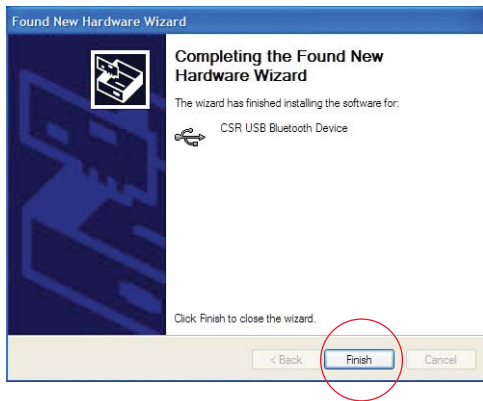 Found New Hardware Wizard
Completing the Found New
Hardware Wizard
The wizard has finished installing the software for:
CSR USB Bluetooth Device
Click Finish to close the wizard.
< Back
Finish
Cancel